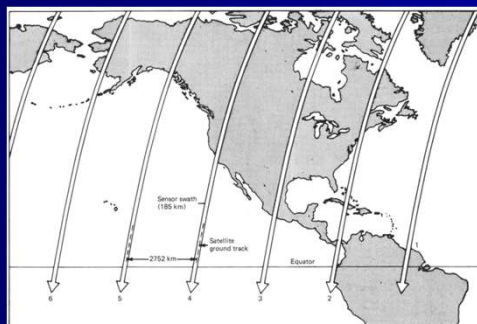 1
Sensor swath
(185 km)
Satellite
ground track
2752 km
Equator
6
5
4
3
2